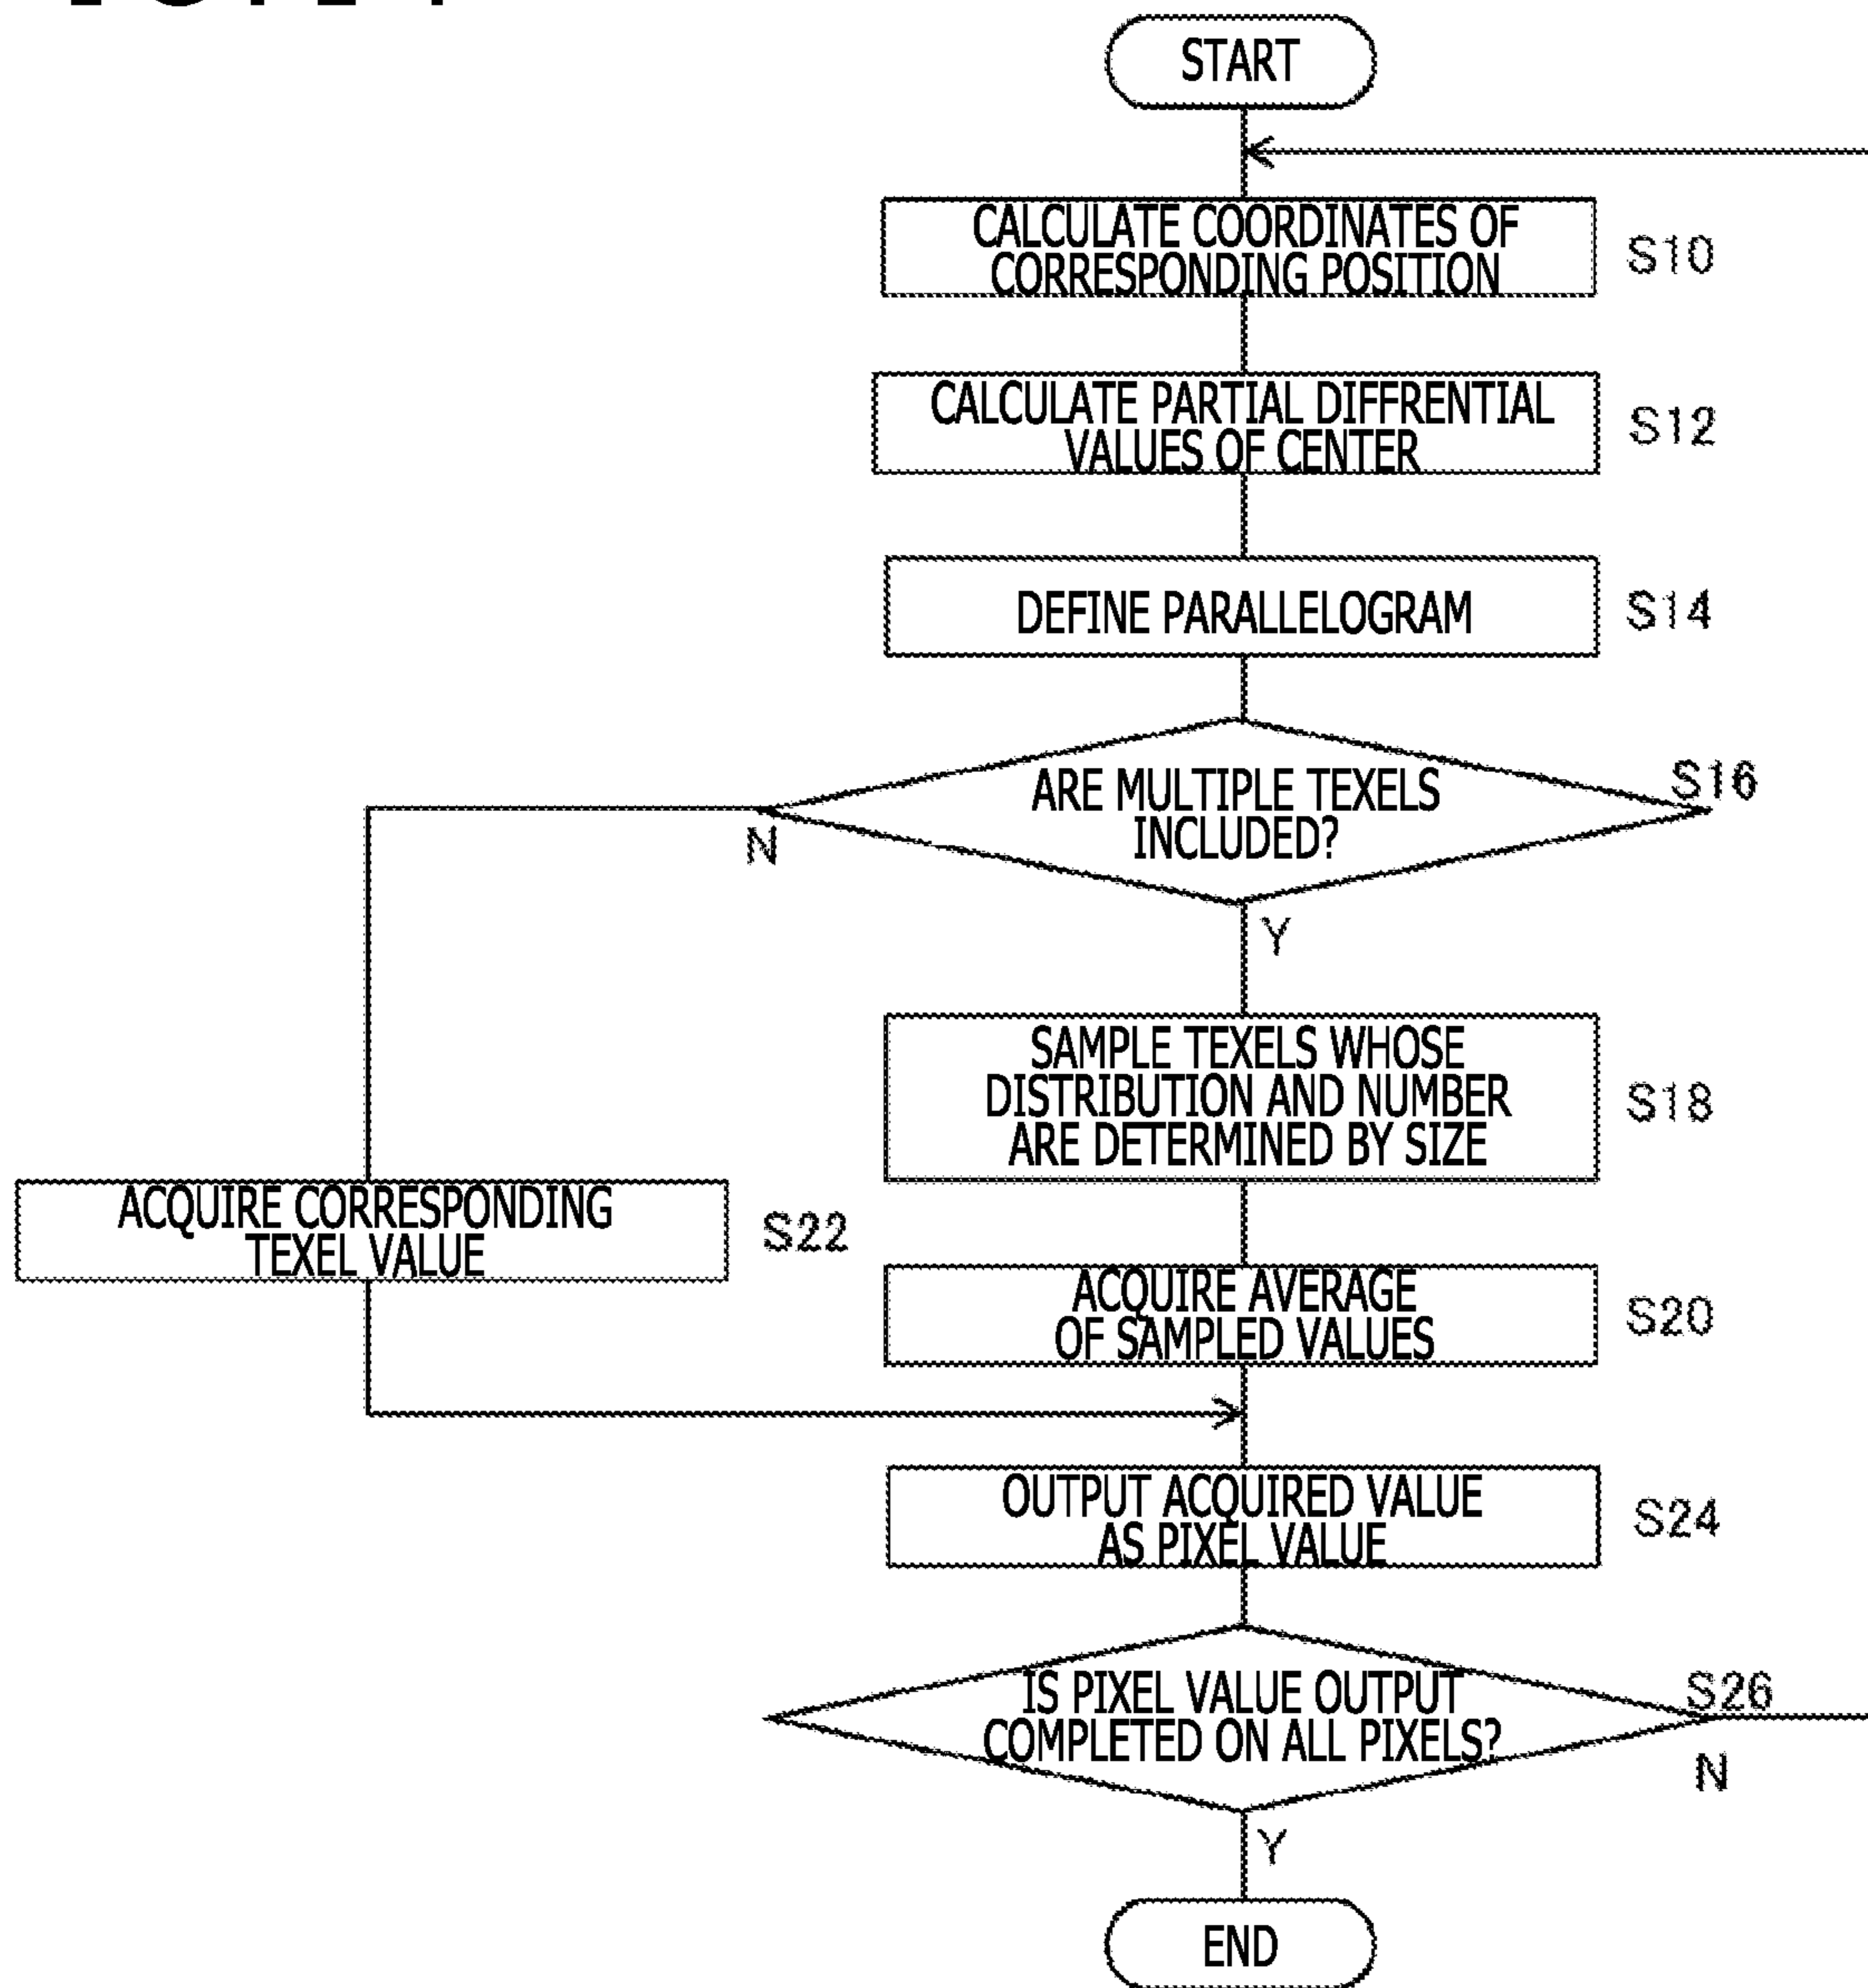 START
CALCULATE COORDINATES OF
CORRESPONDING POSITION
S10
CALCULATE PARTIAL DIFFRENTIAL
VALUES OF CENTER
S12
DEFINE PARALLELOGRAM
S14
ARE MULTIPLE TEXELS
INCLUDED?
S16
N
Y
SAMPLE TEXELS WHOSE
DISTRIBUTION AND NUMBER
ARE DETERMINED BY SIZE
S18
ACQUIRE CORRESPONDING
TEXEL VALUE
S22
ACQUIRE AVERAGE
OF SAMPLED VALUES
S20
OUTPUT ACQUIRED VALUE
AS PIXEL VALUE
S24
IS PIXEL VALUE OUTPUT
COMPLETED ON ALL PIXELS?
S26
N
Y
END